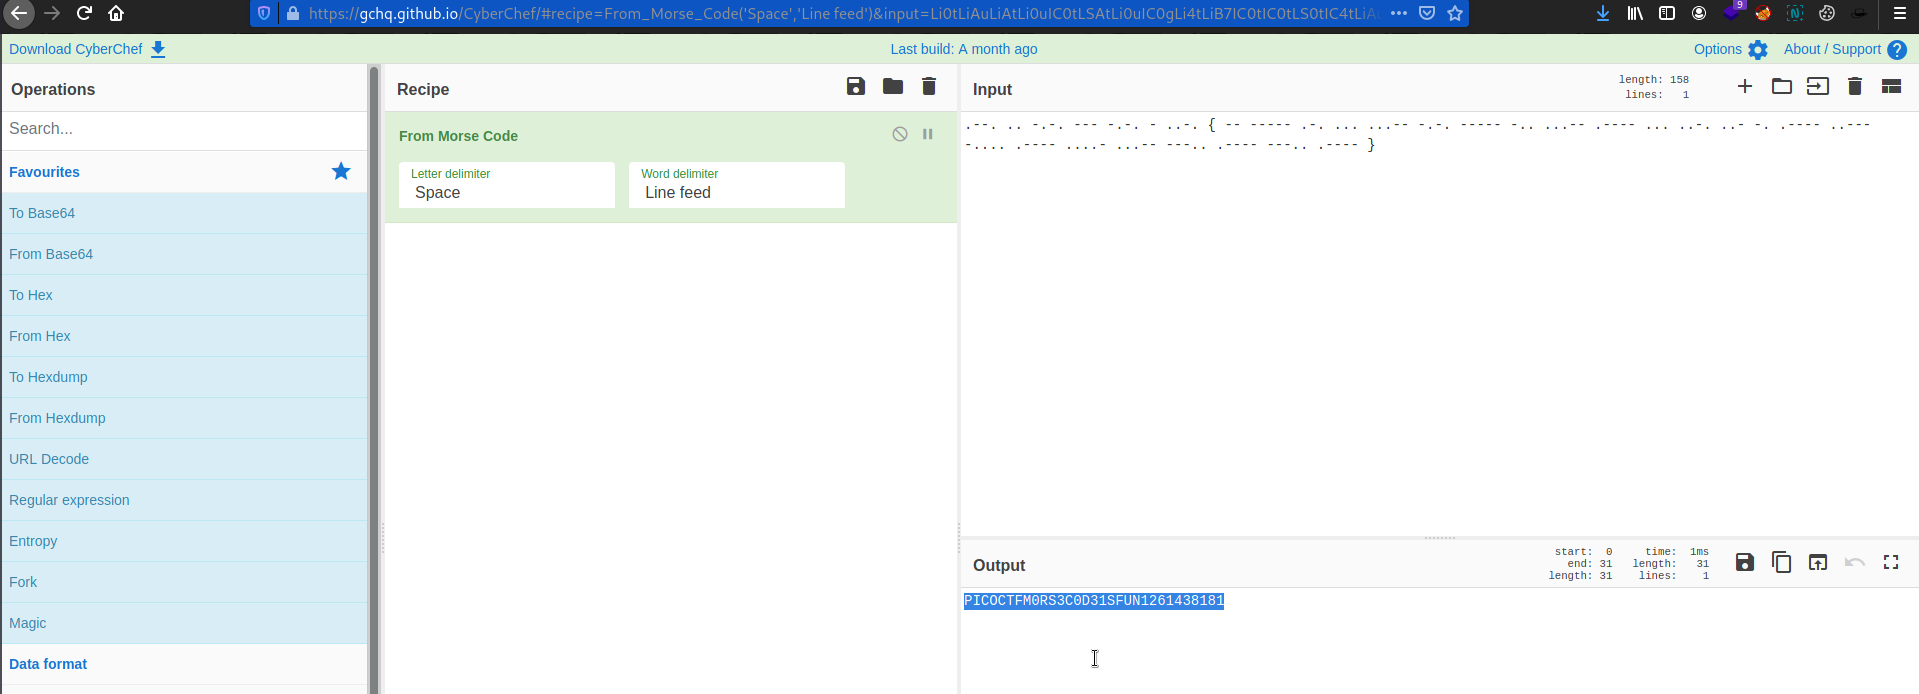 https://gchq.github.io/CyberChef/#recipe=From_Morse_Code('Space','Line feed')&input=Li0tLiAuLiAtLi0uIC0tLSAtLi0uIC0gLi4tLiB7IC0tIC0tLS0tIC4tLiA
9
Download CyberChef
Last build: A month ago
Options
About / Support
Operations
Search...
Favourites
To Base64
From Base64
To Hex
From Hex
To Hexdump
From Hexdump
URL Decode
Regular expression
Entropy
Fork
Magic
Data format
Recipe
From Morse Code
Letter delimiter
Space
Word delimiter
Line feed
Input
length: 158
lines: 1
.--. .. -.-. --- -.-. - ..-. { -- ----- .-. ... ...-- -.-. ----- -.. ...-- .---- ... ..-. ..- -. .---- ..---
-.... .---- ....- ...-- ---.. .---- ---.. .---- }
Output
start: 0
end: 31
length: 31
time: 1ms
length: 31
lines: 1
PICOCTFM0RS3C0D31SFUN1261438181